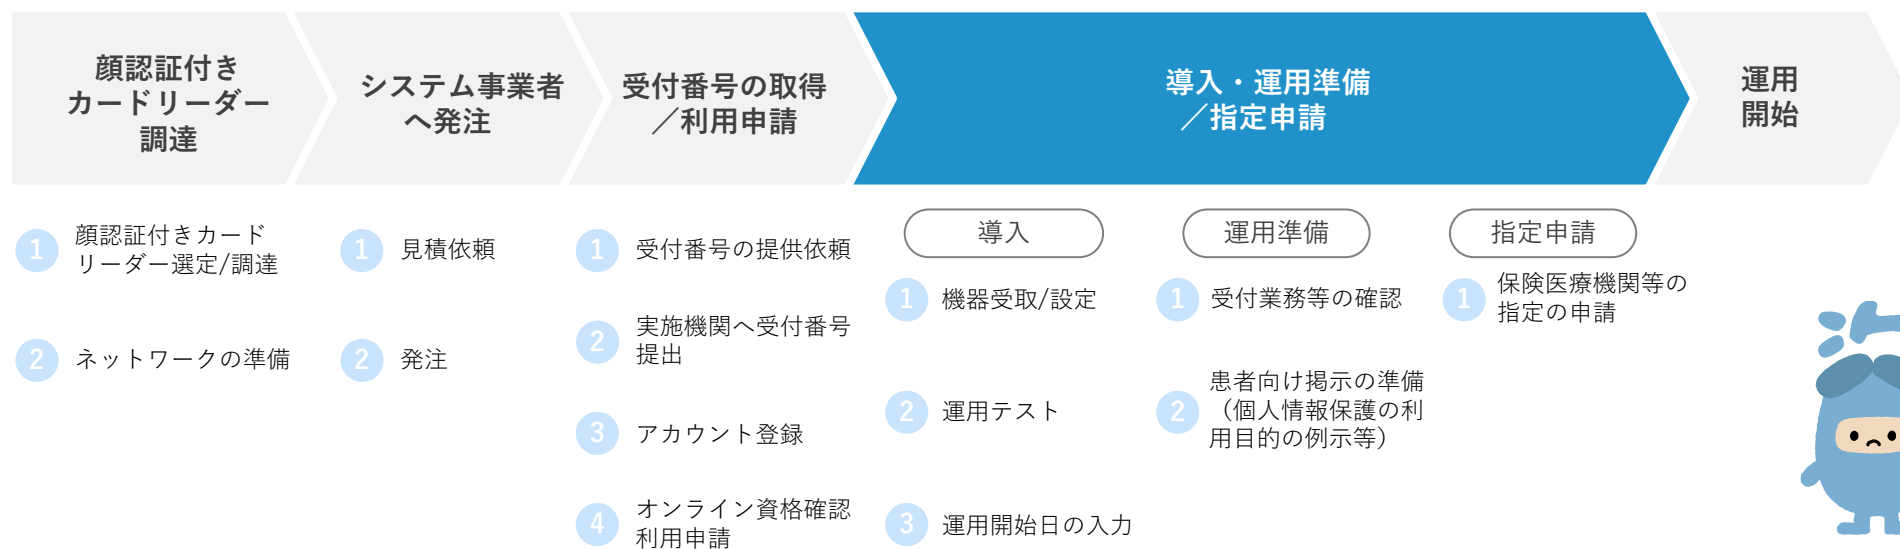 顔認証付き
カードリーダー
調達
システム事業者
へ発注
受付番号の取得
／利用申請
導入・運用準備
／指定申請
運用
開始
1
顔認証付きカード
リーダー選定/調達
2
ネットワークの準備
1
見積依頼
2
発注
1
受付番号の提供依頼
2
実施機関へ受付番号
提出
3
アカウント登録
4
オンライン資格確認
利用申請
導入
1
機器受取/設定
2
運用テスト
3
運用開始日の入力
運用準備
1
受付業務等の確認
2
患者向け掲示の準備
（個人情報保護の利
用目的の例示等）
指定申請
1
保険医療機関等の
指定の申請